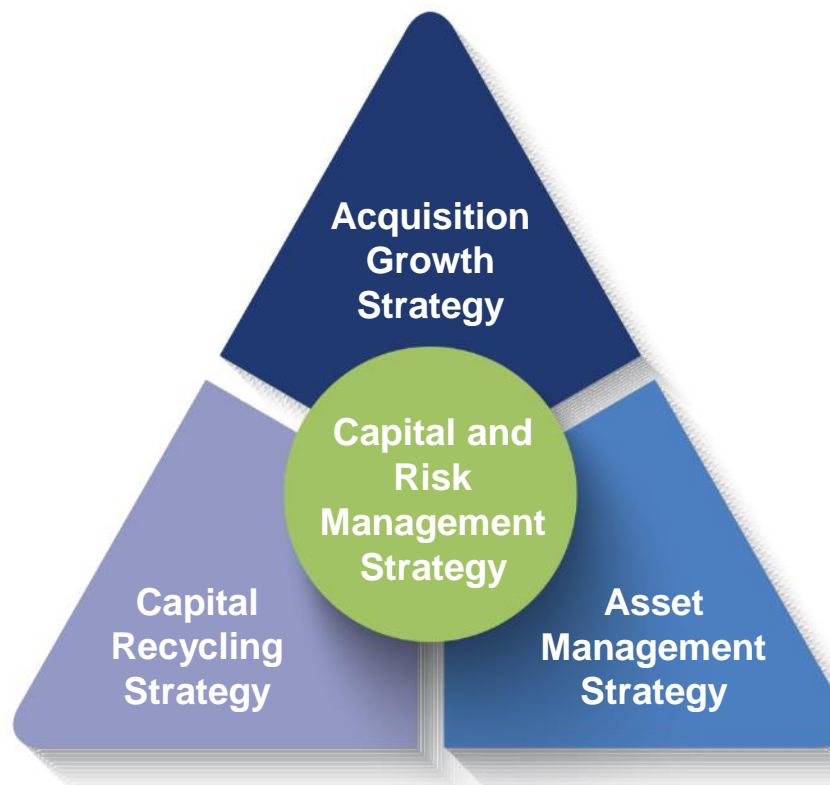 Acquisition
Growth
Strategy
Capital and
Risk
Management
Strategy
Capital
Recycling
Strategy
Asset
Management
Strategy